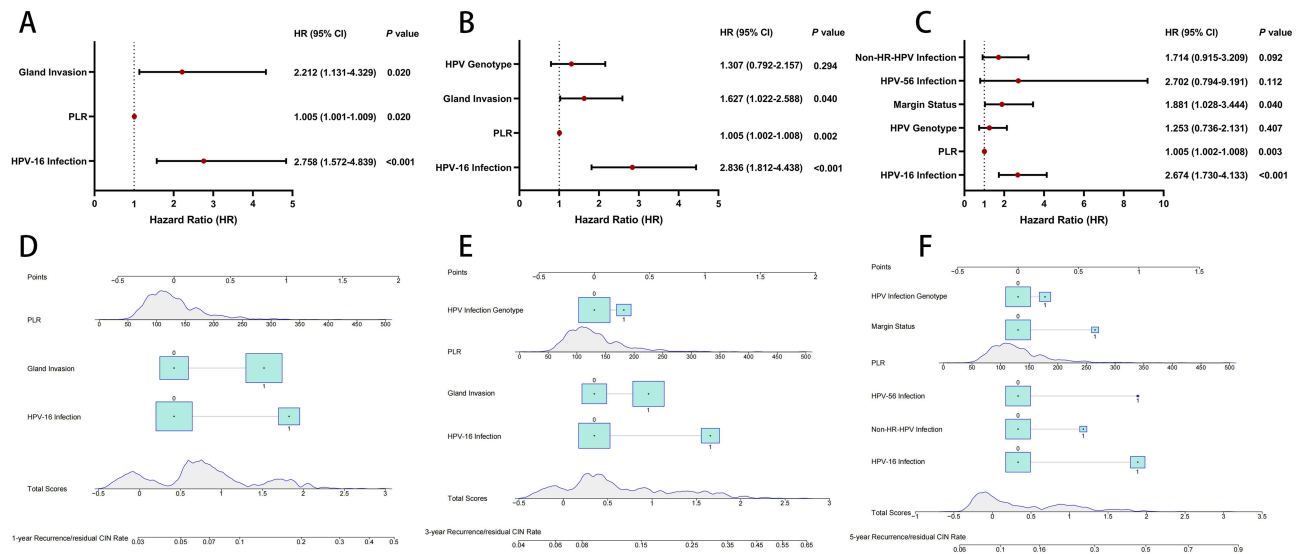 A
HR (95% CI) P value
Gland Invasion 2.212 (1.131-4.329) 0.020
PLR 1.005 (1.001-1.009) 0.020
HPV-16 Infection 2.758 (1.572-4.839) <0.001
0 1 2 3 4 5
Hazard Ratio (HR)
B
HR (95% CI) P value
HPV Genotype 1.307 (0.792-2.157) 0.294
Gland Invasion 1.627 (1.022-2.588) 0.040
PLR 1.005 (1.002-1.008) 0.002
HPV-16 Infection 2.836 (1.812-4.438) <0.001
0 1 2 3 4 5
Hazard Ratio (HR)
C
HR (95% CI) P value
Non-HR-HPV Infection 1.714 (0.915-3.209) 0.092
HPV-56 Infection 2.702 (0.794-9.191) 0.112
Margin Status 1.881 (1.028-3.444) 0.040
HPV Genotype 1.253 (0.736-2.131) 0.407
PLR 1.005 (1.002-1.008) 0.003
HPV-16 Infection 2.674 (1.730-4.133) <0.001
0 1 2 4 6 8 10
Hazard Ratio (HR)
D
Points −0.5 0 0.5 1 1.5 2
PLR
0 50 100 150 200 250 300 350 400 450 500
0
Gland Invasion
1
0
HPV-16 Infection
1
Total Scores
−0.5 0.0 0.5 1.0 1.5 2.0 2.5 3.0
1-year Recurrence/residual CIN Rate
0.03 0.05 0.07 0.1 0.2 0.3 0.4 0.5
E
Points −0.5 0 0.5 1 1.5 2
0
HPV Infection Genotype
1
PLR
0 50 100 150 200 250 300 350 400 450 500
0
Gland Invasion
1
0
HPV-16 Infection
1
Total Scores
−0.5 0 0.5 1 1.5 2 2.5 3
3-year Recurrence/residual CIN Rate
0.04 0.06 0.08 0.15 0.25 0.35 0.45 0.55 0.65
F
Points
−0.5 0 0.5 1 1.5
0
HPV Infection Genotype
1
0
Margin Status
1
PLR
0 50 100 150 200 250 300 350 400 450 500
0
HPV-56 Infection
1
0
Non-HR-HPV Infection
1
0
HPV-16 Infection
1
Total Scores
−1 −0.5 0 0.5 1 1.5 2 2.5 3 3.5
5-year Recurrence/residual CIN Rate
0.06 0.1 0.16 0.3 0.5 0.7 0.9